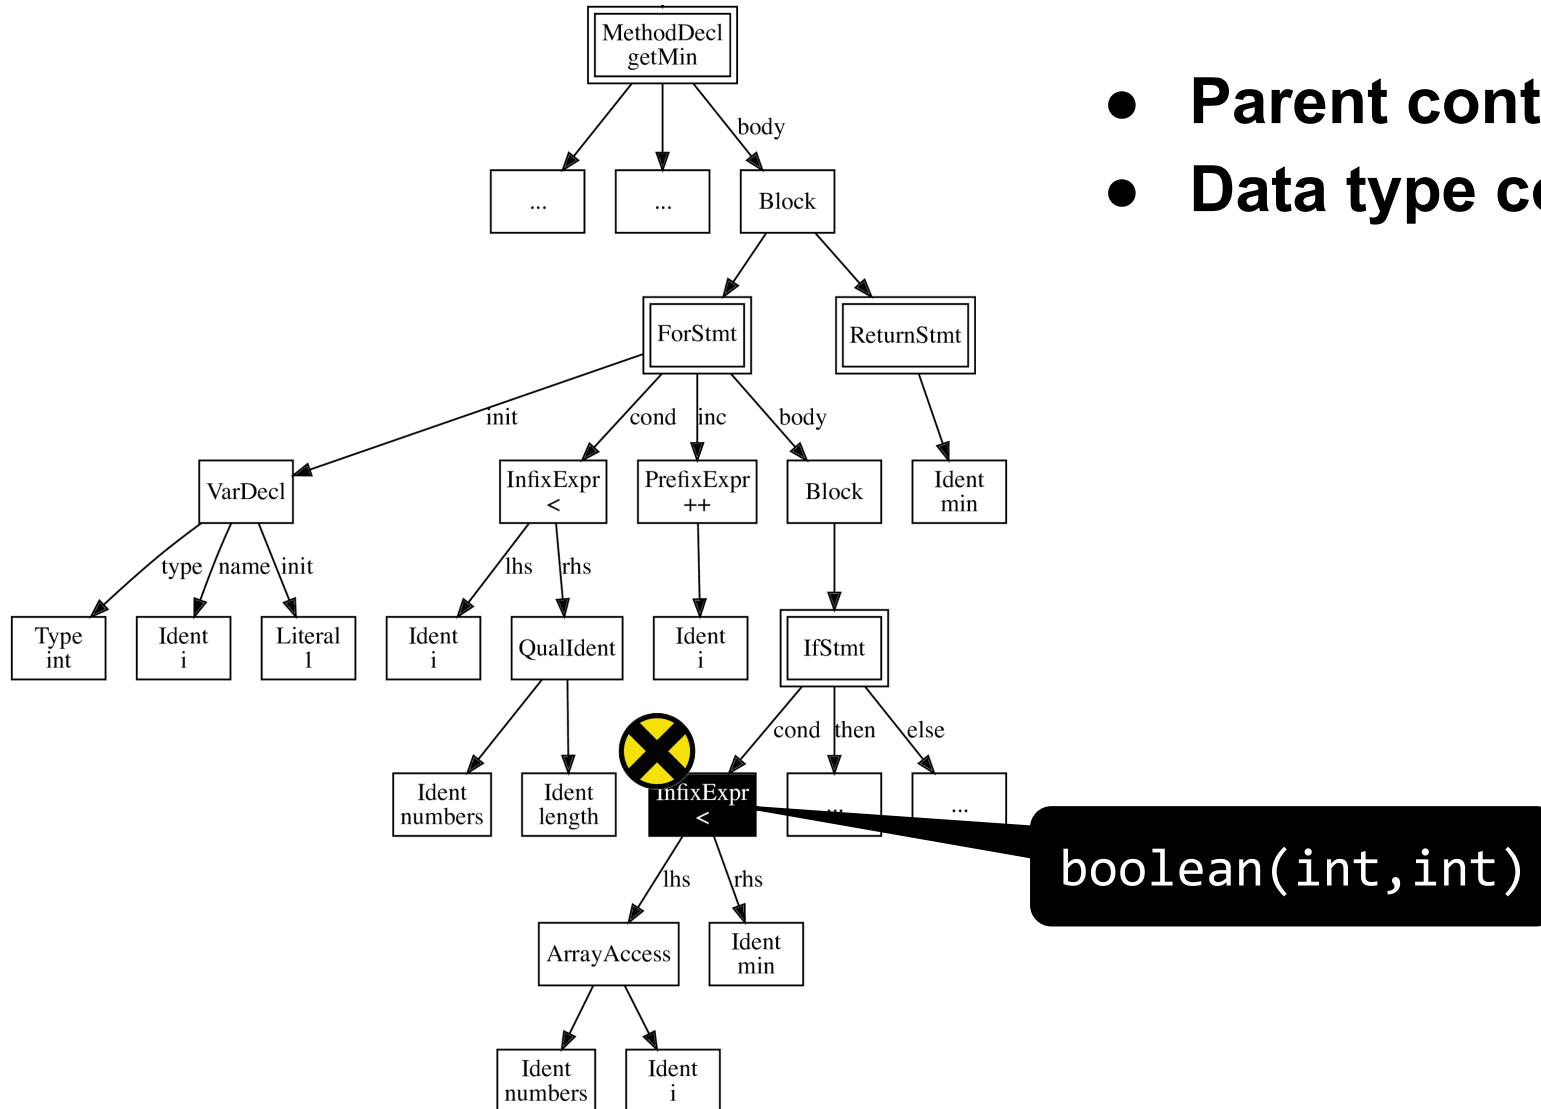 MethodDecl
getMin
● Parent cont
● Data type c
body
...
...
Block
ForStmt
ReturnStmt
init
cond
inc
body
VarDecl
InfixExpr
<
PrefixExpr
++
Block
Ident
min
type
name
init
lhs
rhs
Type
int
Ident
i
Literal
1
Ident
i
QualIdent
Ident
i
IfStmt
cond
then
else
Ident
numbers
Ident
length
InfixExpr
<
...
...
boolean(int,int)
lhs
rhs
ArrayAccess
Ident
min
Ident
numbers
Ident
i